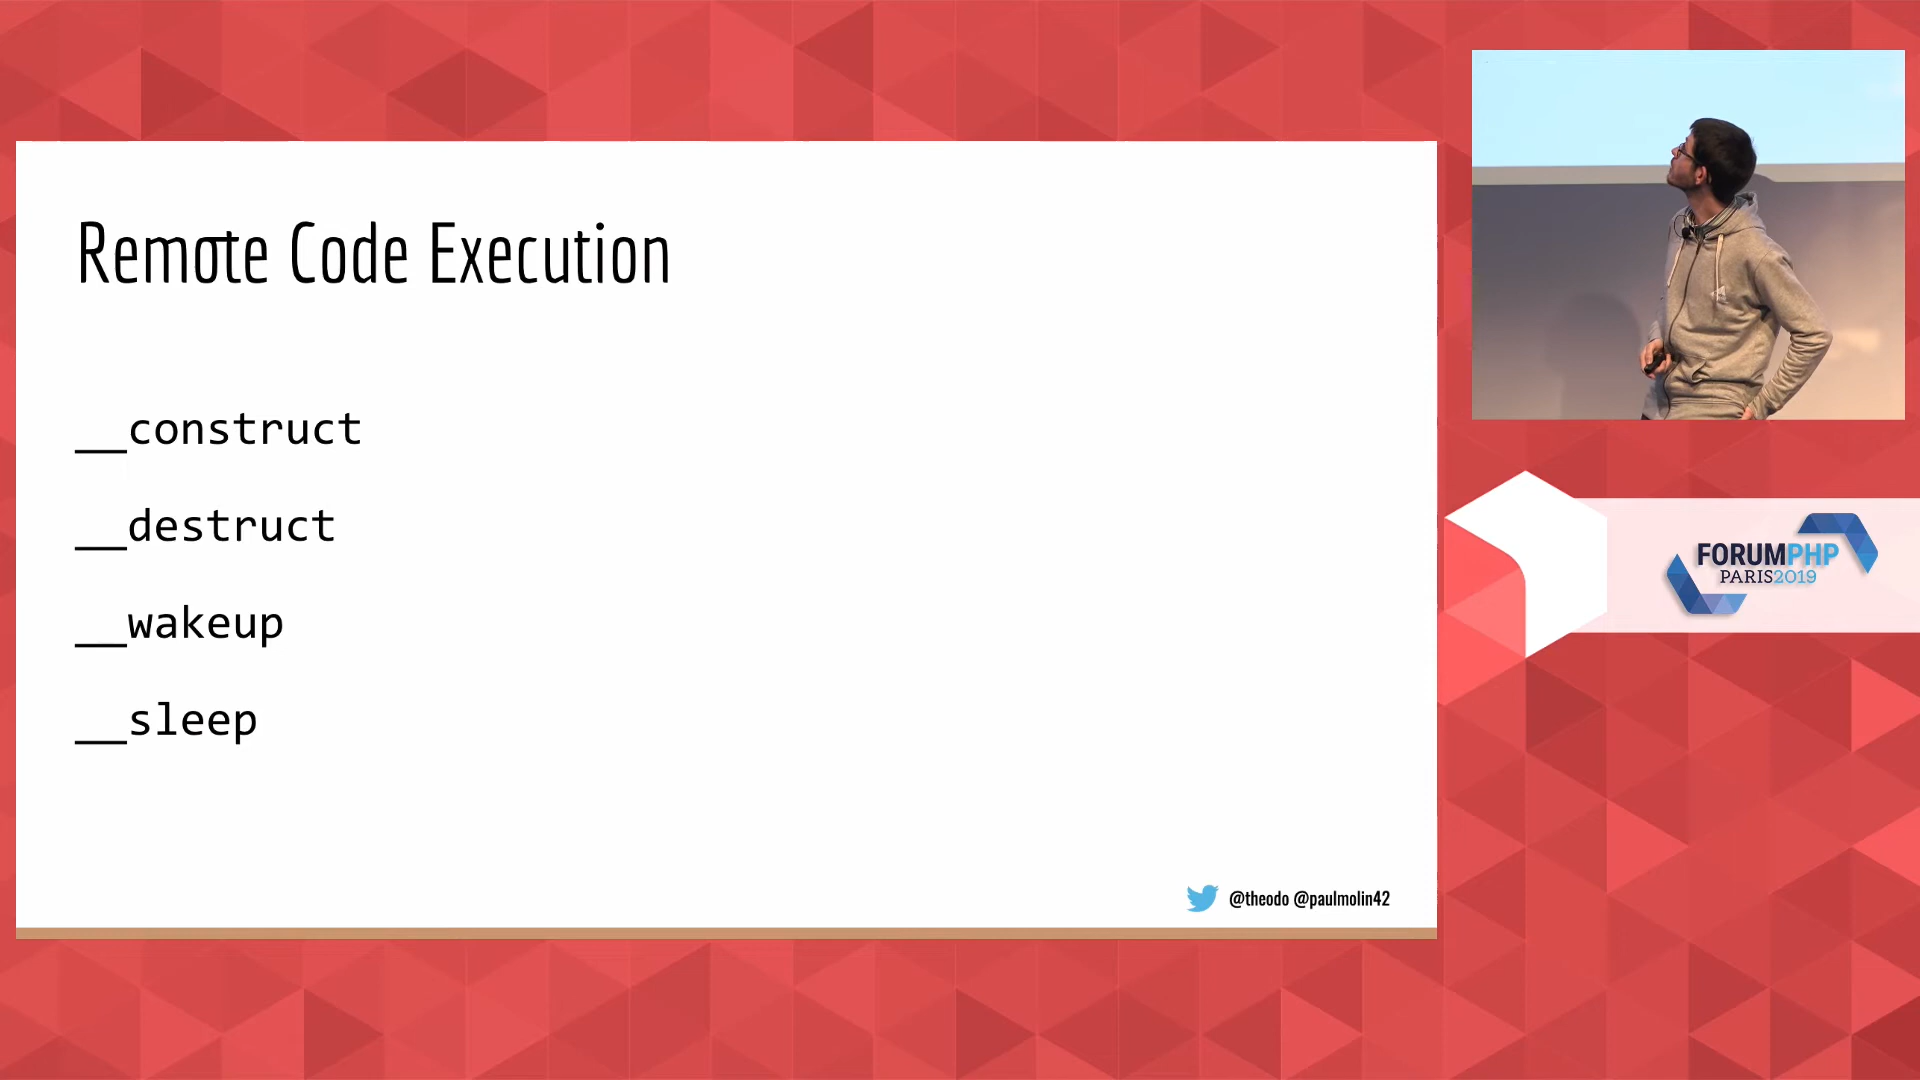 Remote Code Execution
__construct
__destruct
__wakeup
__sleep
@theodo @paulmolin42
FORUMPHP
PARIS2019